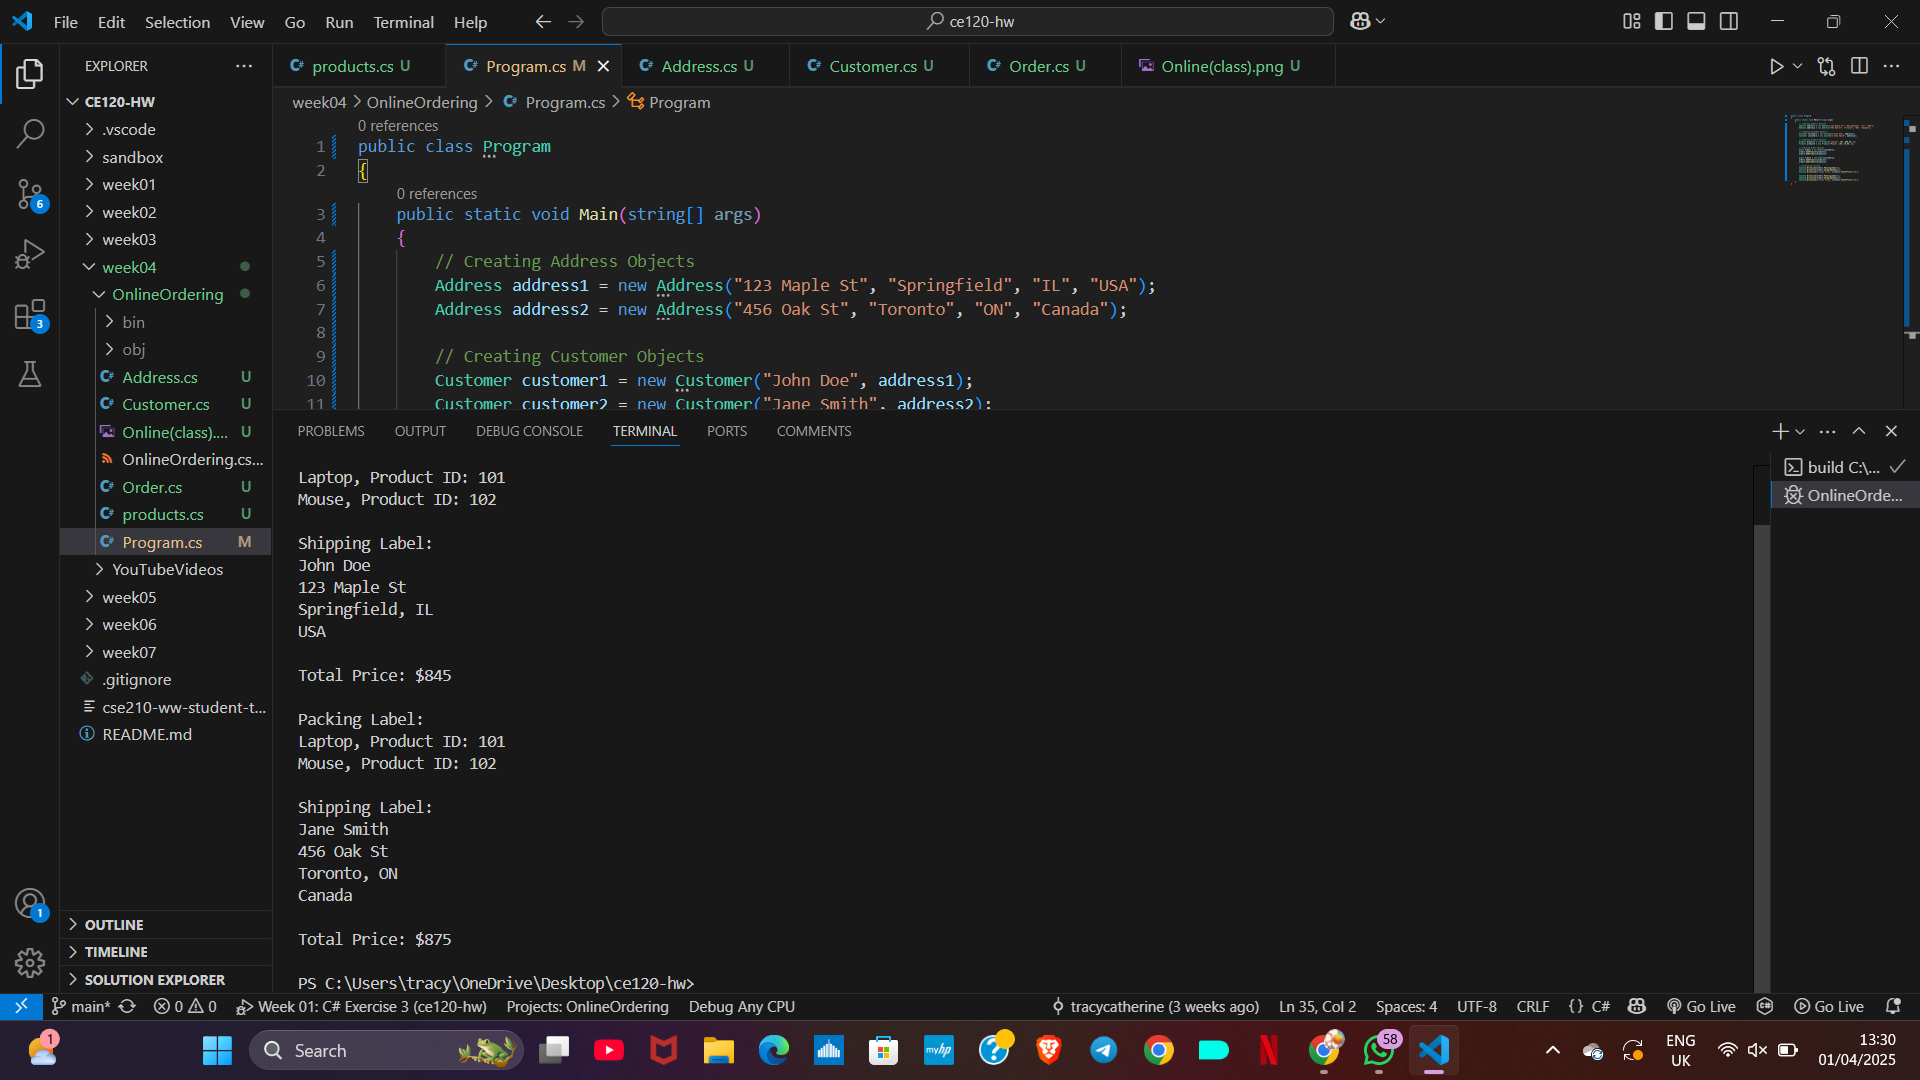 File Edit Selection View Go Run Terminal Help
ce120-hw
EXPLORER
CE120-HW
.vscode
sandbox
week01
week02
week03
week04
OnlineOrdering
bin
obj
Address.cs U
Customer.cs U
Online(class).... U
OnlineOrdering.cs...
Order.cs U
products.cs U
Program.cs M
YouTubeVideos
week05
week06
week07
.gitignore
cse210-ww-student-t...
README.md
OUTLINE
TIMELINE
SOLUTION EXPLORER
6
3
1
products.cs U
Program.cs M
Address.cs U
Customer.cs U
Order.cs U
Online(class).png U
week04 > OnlineOrdering > Program.cs > Program
0 references
1 public class Program
2 {
0 references
3 public static void Main(string[] args)
4 {
5 // Creating Address Objects
6 Address address1 = new Address("123 Maple St", "Springfield", "IL", "USA");
7 Address address2 = new Address("456 Oak St", "Toronto", "ON", "Canada");
8
9 // Creating Customer Objects
10 Customer customer1 = new Customer("John Doe", address1);
11 Customer customer2 = new Customer("Jane Smith", address2);
PROBLEMS OUTPUT DEBUG CONSOLE TERMINAL PORTS COMMENTS
Laptop, Product ID: 101
Mouse, Product ID: 102
Shipping Label:
John Doe
123 Maple St
Springfield, IL
USA
Total Price: $845
Packing Label:
Laptop, Product ID: 101
Mouse, Product ID: 102
Shipping Label:
Jane Smith
456 Oak St
Toronto, ON
Canada
Total Price: $875
PS C:\Users\tracy\OneDrive\Desktop\ce120-hw>
build C:\...
OnlineOrde...
main* 0 0 Week 01: C# Exercise 3 (ce120-hw) Projects: OnlineOrdering Debug Any CPU tracycatherine (3 weeks ago) Ln 35, Col 2 Spaces: 4 UTF-8 CRLF {} C# Go Live Go Live
1
Search
myhp
58
ENG
UK
13:30
01/04/2025